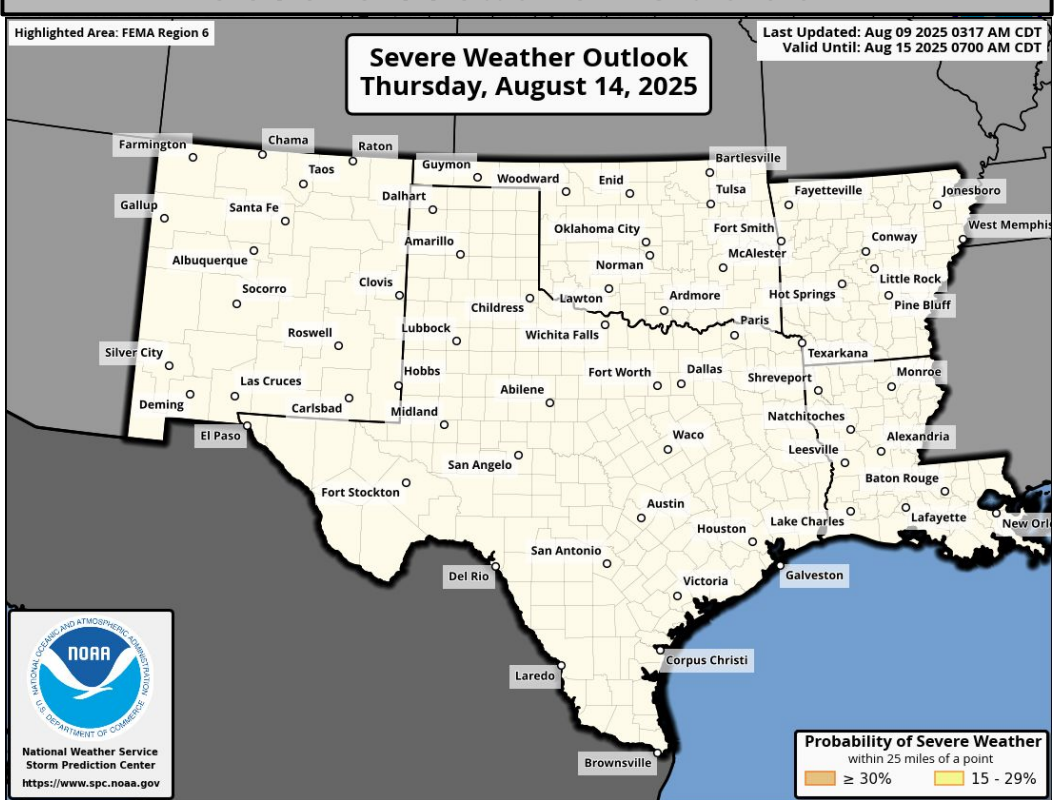 Highlighted Area: FEMA Region 6
Severe Weather Outlook
Thursday, August 14, 2025
Last Updated: Aug 09 2025 0317 AM CDT
Valid Until: Aug 15 2025 0700 AM CDT
Farmington
Chama
Raton
Taos
Guymon
Woodward
Enid
Bartlesville
Tulsa
Fayetteville
Jonesboro
Gallup
Santa Fe
Dalhart
Oklahoma City
Fort Smith
West Memphis
Albuquerque
Amarillo
Norman
McAlester
Conway
Socorro
Clovis
Childress
Lawton
Ardmore
Hot Springs
Little Rock
Pine Bluff
Roswell
Lubbock
Wichita Falls
Paris
Texarkana
Silver City
Las Cruces
Hobbs
Fort Worth
Dallas
Shreveport
Monroe
Deming
Carlsbad
Midland
Abilene
Natchitoches
El Paso
San Angelo
Waco
Leesville
Alexandria
Fort Stockton
Baton Rouge
Austin
Houston
Lake Charles
Lafayette
New Orl
San Antonio
Del Rio
Galveston
Victoria
Laredo
Corpus Christi
Brownsville
NATIONAL OCEANIC AND ATMOSPHERIC ADMINISTRATION
NOAA
U.S. DEPARTMENT OF COMMERCE
National Weather Service
Storm Prediction Center
https://www.spc.noaa.gov
Probability of Severe Weather
within 25 miles of a point
≥ 30%
15 - 29%